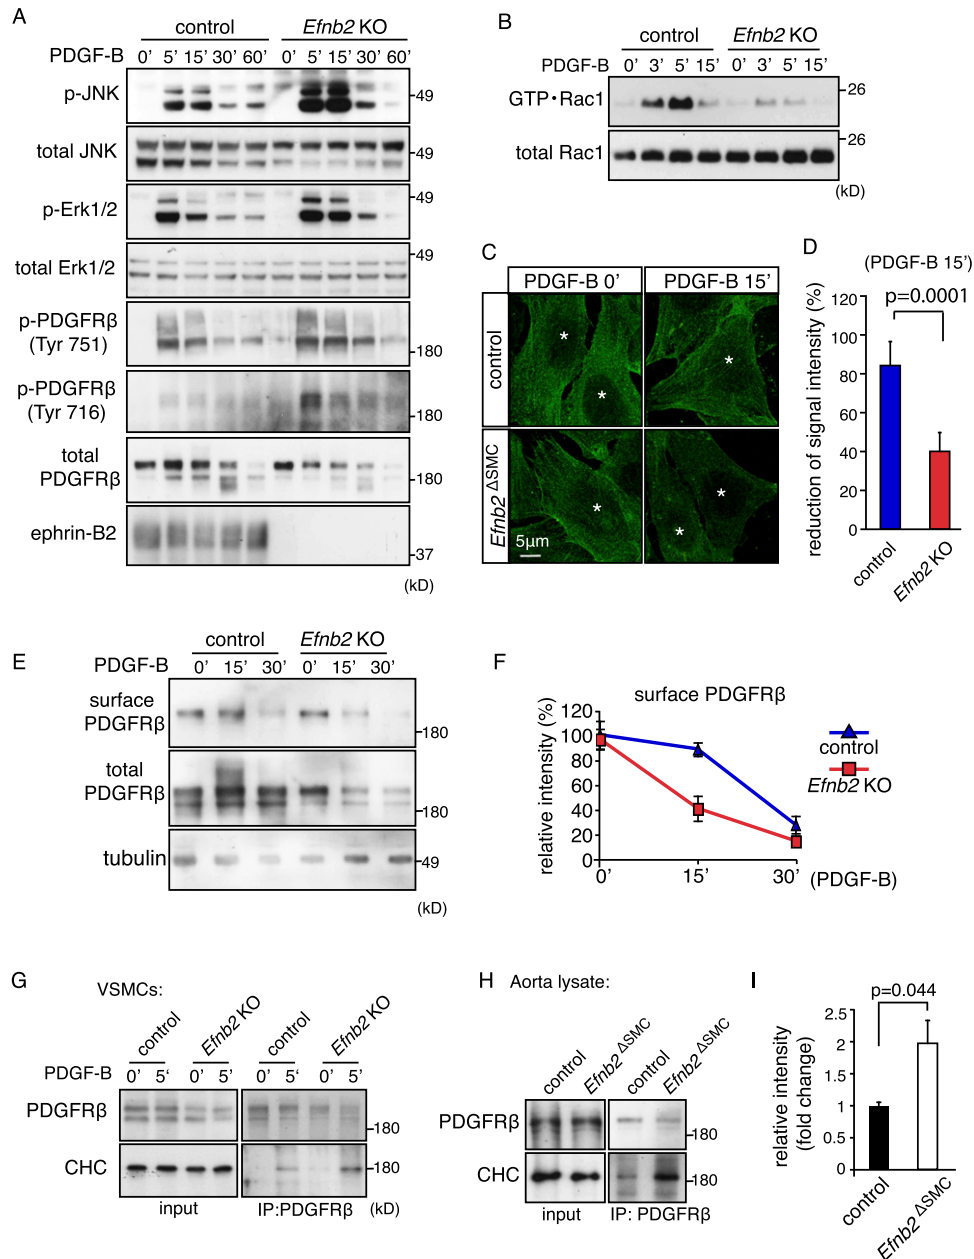 A
control Efnb2 KO
PDGF-B 0’ 5’ 15’ 30’ 60’ 0’ 5’ 15’ 30’ 60’
p-JNK
49
total JNK
49
p-Erk1/2
49
total Erk1/2
49
p-PDGFRβ
(Tyr 751)
180
p-PDGFRβ
(Tyr 716)
180
total
PDGFRβ
180
ephrin-B2
37
(kD)
B
control Efnb2 KO
PDGF-B 0’ 3’ 5’ 15’ 0’ 3’ 5’ 15’
GTP•Rac1
26
total Rac1
26
(kD)
C
PDGF-B 0’ PDGF-B 15’
control
* * *
Efnb2 ΔSMC
* * *
5µm
D
(PDGF-B 15’)
p=0.0001
reduction of signal intensity (%)
120
100
80
60
40
20
0
control
Efnb2 KO
E
control Efnb2 KO
PDGF-B 0’ 15’ 30’ 0’ 15’ 30’
surface
PDGFRβ
180
total
PDGFRβ
180
tubulin
49
(kD)
F
surface PDGFRβ
relative intensity (%)
120
100
80
60
40
20
0
0’ 15’ 30’ (PDGF-B)
control
Efnb2 KO
G
VSMCs:
control Efnb2 KO control Efnb2 KO
PDGF-B 0’ 5‘ 0’ 5’ 0’ 5’ 0’ 5’
PDGFRβ
180
CHC
180
input IP:PDGFRβ (kD)
H Aorta lysate:
control Efnb2 ΔSMC control Efnb2 ΔSMC
PDGFRβ
180
CHC
180
input IP: PDGFRβ
I
p=0.044
relative intensity
(fold change)
2.5
2
1.5
1
0.5
0
control
Efnb2 ΔSMC